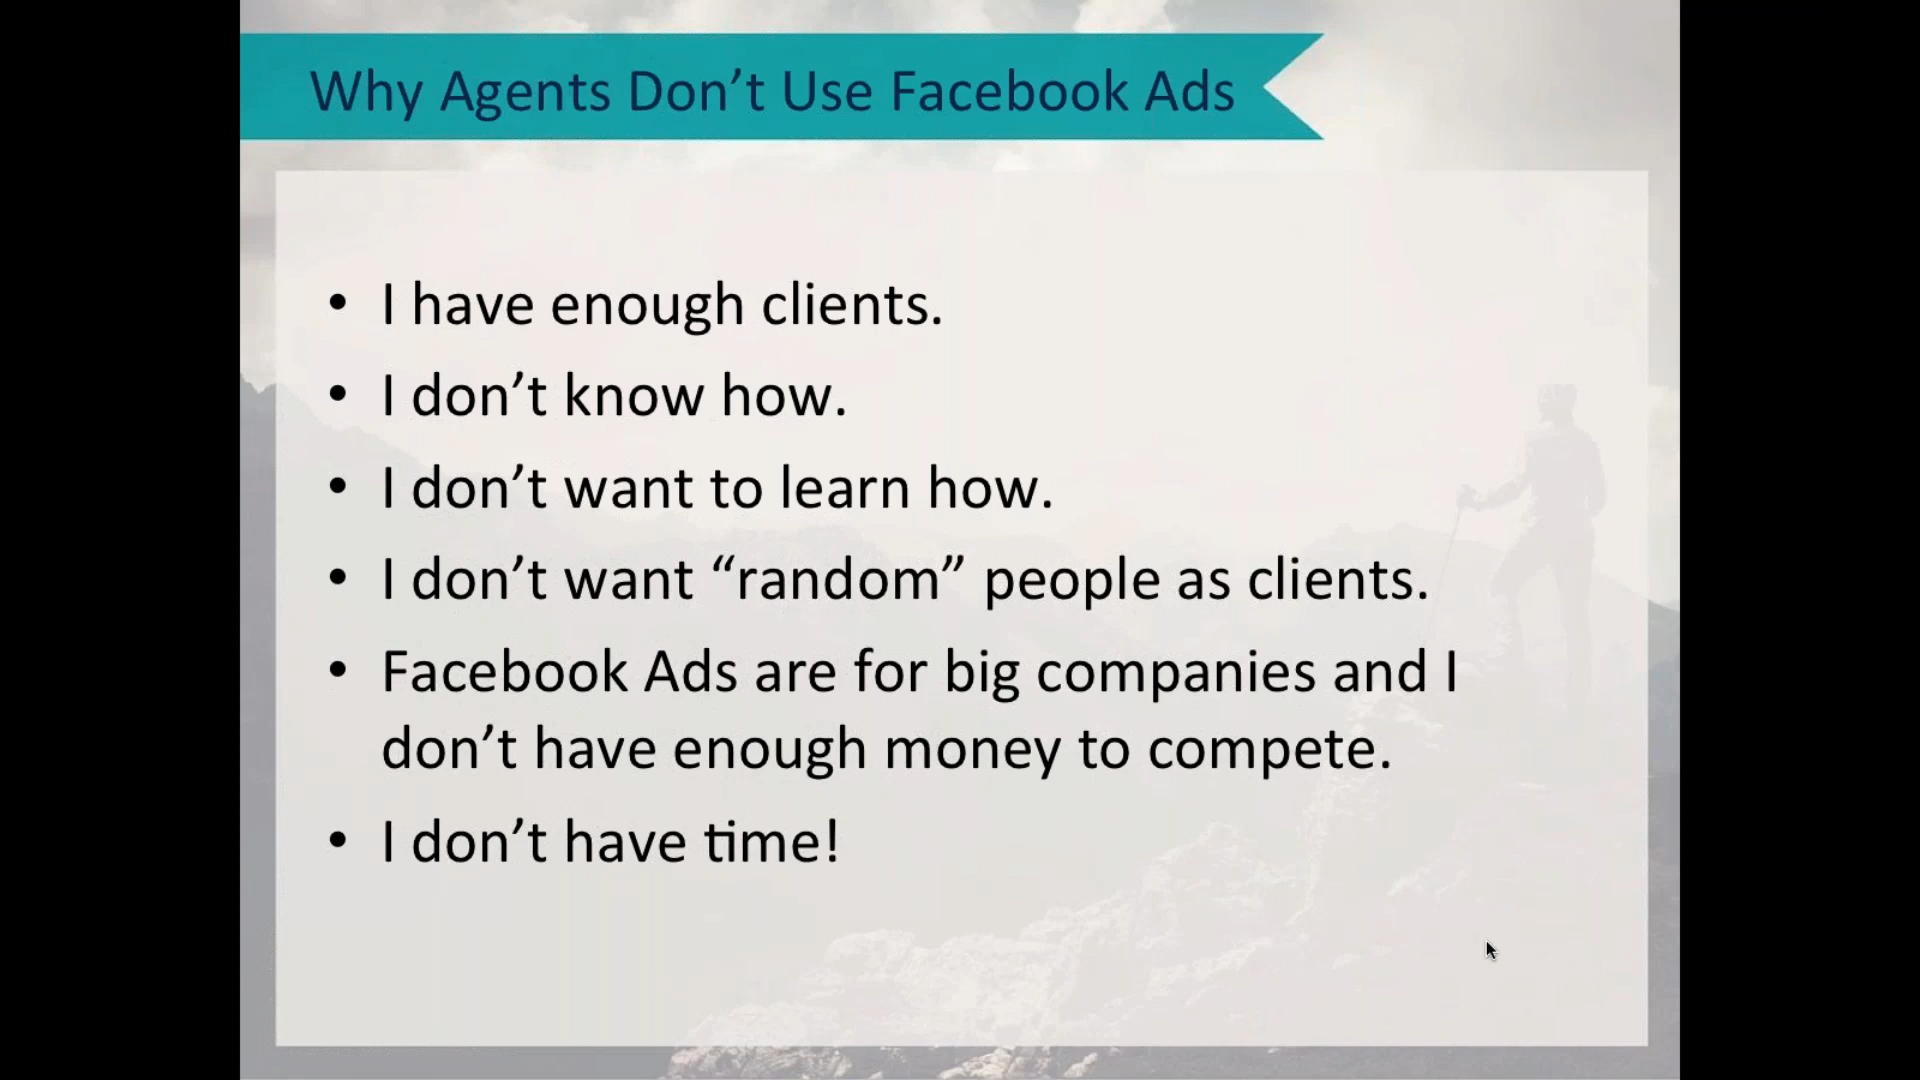 Why Agents Don’t Use Facebook Ads
• I have enough clients.
• I don’t know how.
• I don’t want to learn how.
• I don’t want “random” people as clients.
• Facebook Ads are for big companies and I
don’t have enough money to compete.
• I don’t have time!